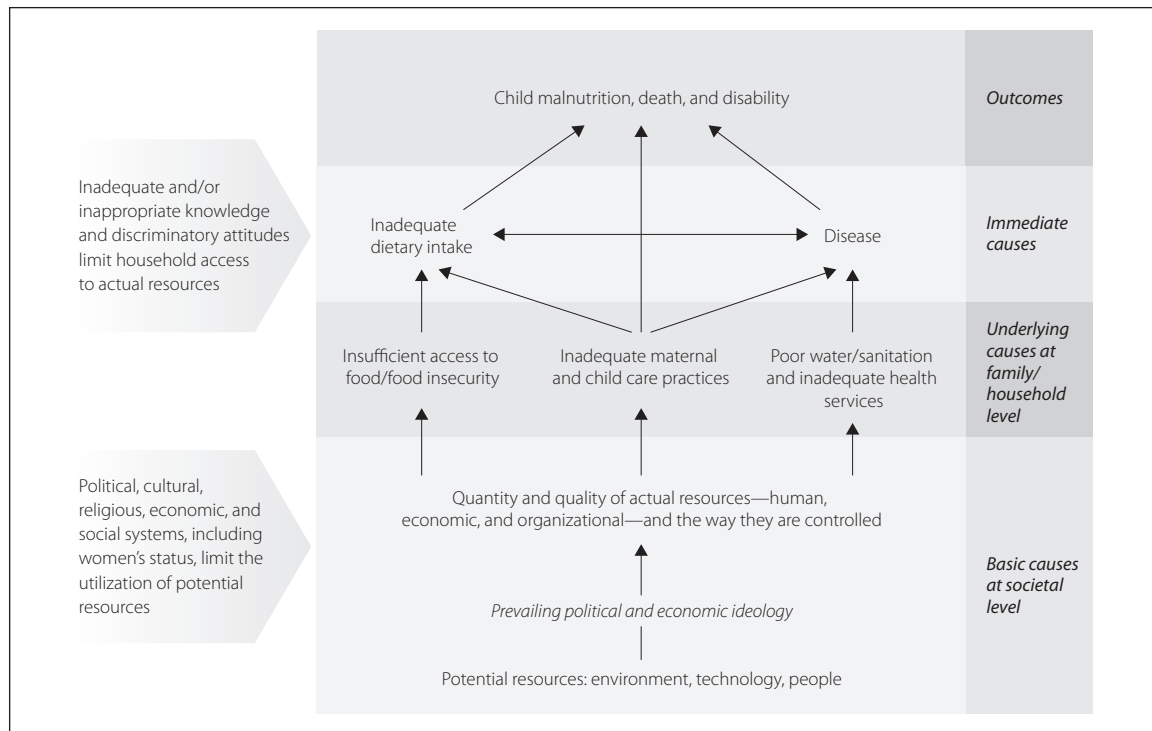 Child malnutrition, death, and disability
Outcomes
Inadequate and/or
inappropriate knowledge
and discriminatory attitudes
limit household access
to actual resources
Inadequate
dietary intake
Disease
Immediate
causes
Insufficient access to
food/food insecurity
Inadequate maternal
and child care practices
Poor water/sanitation
and inadequate health
services
Underlying
causes at
family/
household
level
Political, cultural,
religious, economic, and
social systems, including
women's status, limit the
utilization of potential
resources
Quantity and quality of actual resources—human,
economic, and organizational—and the way they are controlled
Prevailing political and economic ideology
Potential resources: environment, technology, people
Basic causes
at societal
level